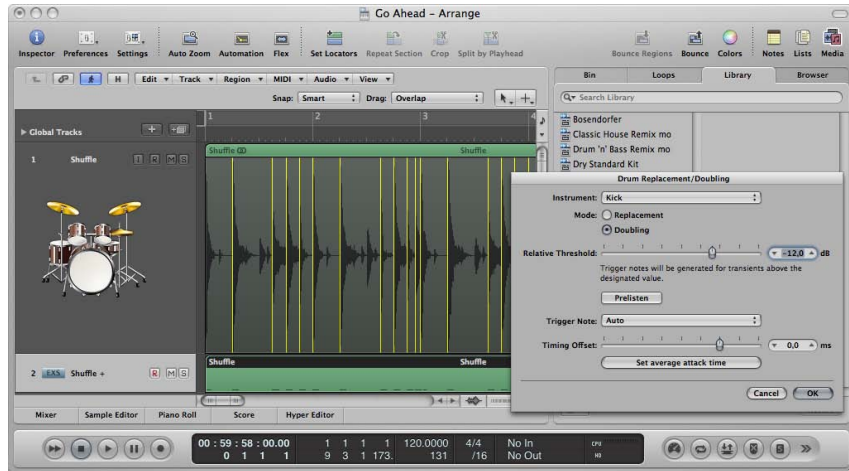 Go Ahead – Arrange
Inspector Preferences Settings Auto Zoom Automation Flex Set Locators Repeat Section Crop Split by Playhead Bounce Regions Bounce Colors Notes Lists Media
H Edit Track Region MIDI Audio View
Bin Loops Library Browser
Snap: Smart Drag: Overlap
Search Library
Global Tracks
1 2 3 4
Bosendorfer
Classic House Remix mo
Drum 'n' Bass Remix mo
Dry Standard Kit
1 Shuffle I R M S
Shuffle Shuffle
Drum Replacement/Doubling
Instrument: Kick
Mode: Replacement
Doubling
Relative Threshold: -12,0 dB
Trigger notes will be generated for transients above the
designated value.
Prelisten
Trigger Note: Auto
Timing Offset: 0,0 ms
Set average attack time
Cancel OK
2 EXS Shuffle + R M S
Shuffle Shuffle
Mixer Sample Editor Piano Roll Score Hyper Editor
00 : 59 : 58 : 00.00 1 1 1 1 120.0000 4/4 No In CPU
0 1 1 1 9 3 1 173. 131 /16 No Out HD